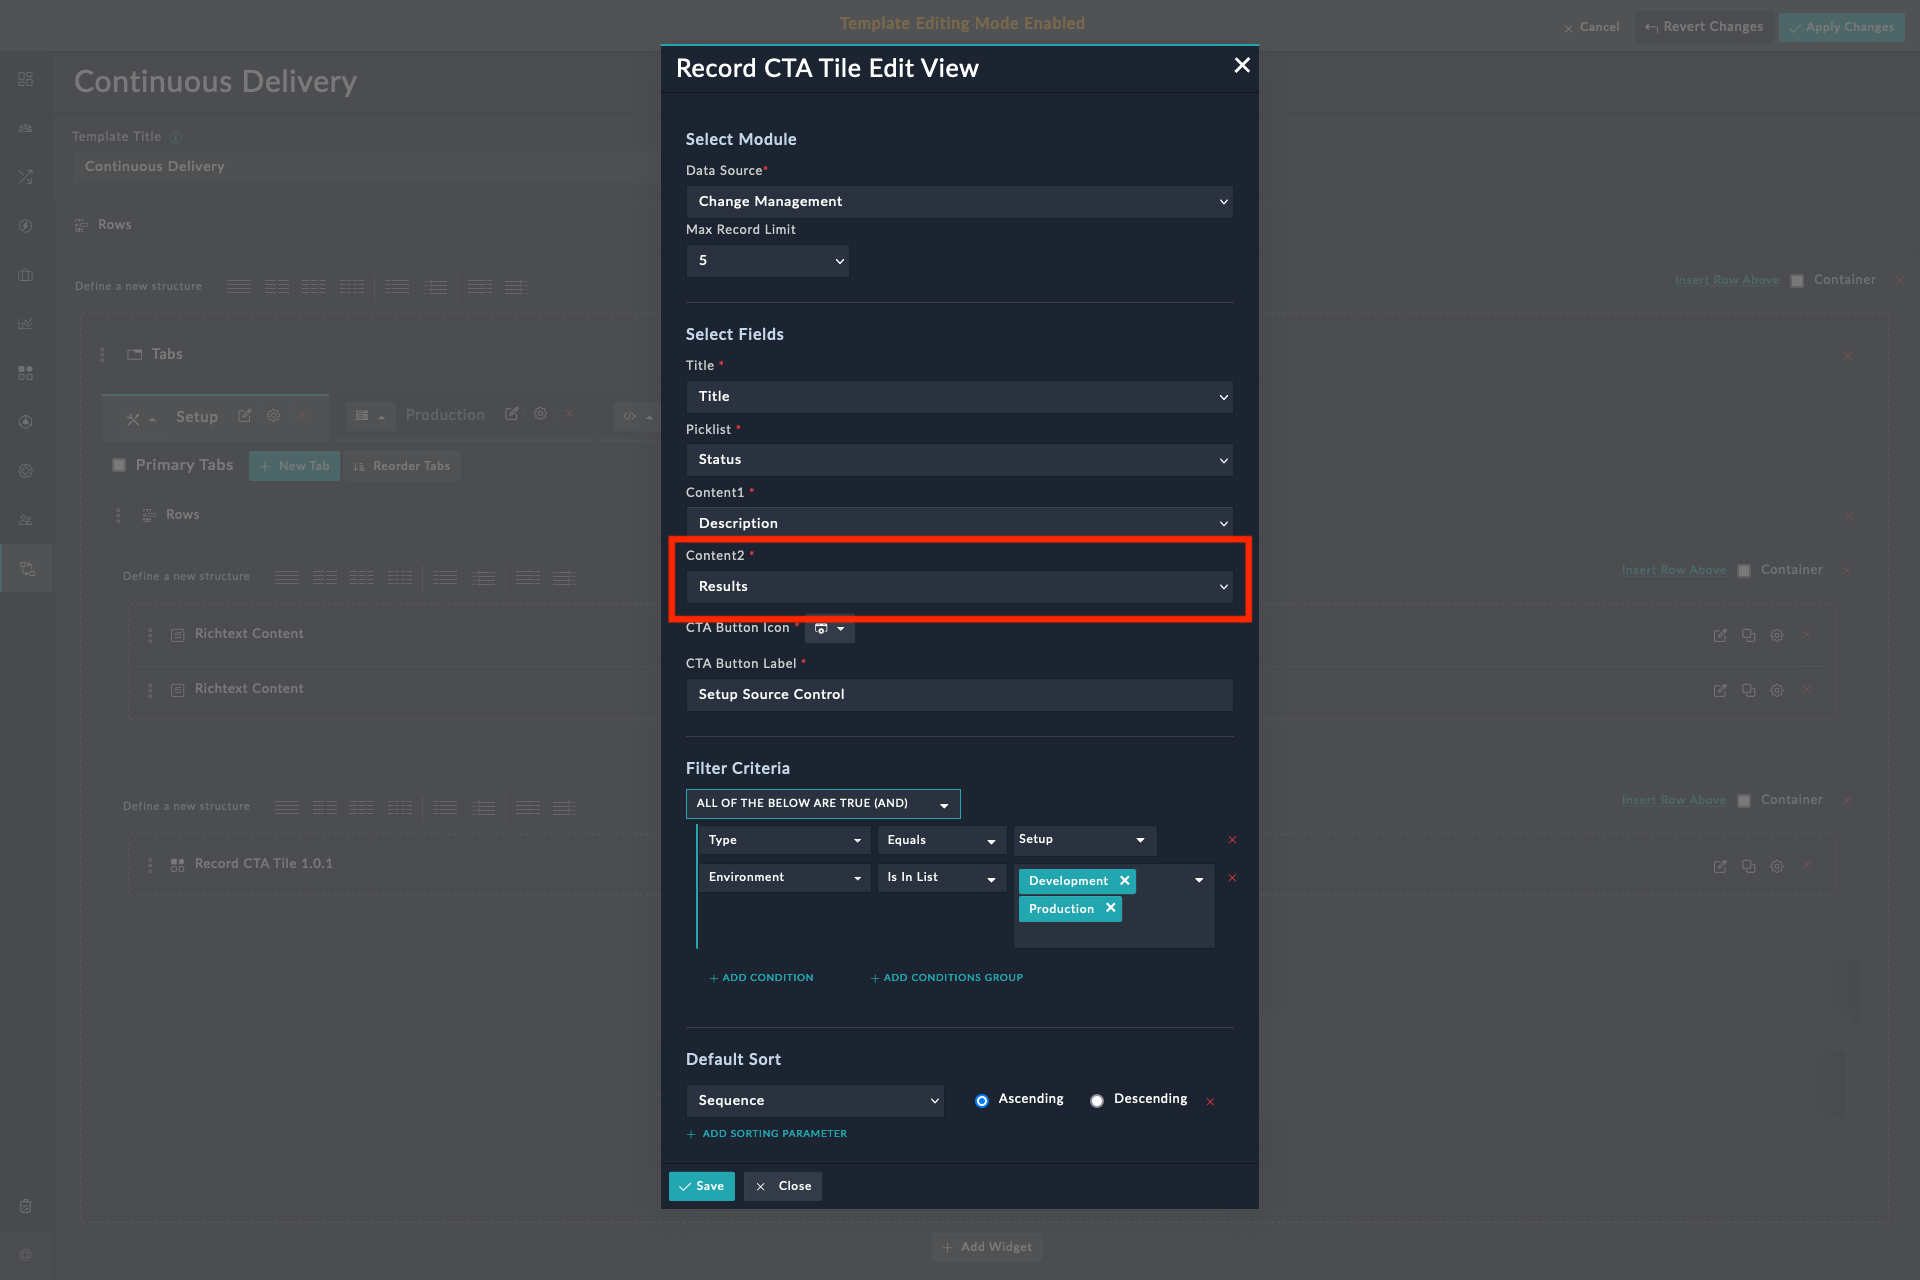 Template Editing Mode Enabled
Cancel
Revert Changes
Apply Changes
Continuous Delivery
Template Title
Continuous Delivery
Rows
Define a new structure
Insert Row Above
Container
Tabs
Setup
Production
Primary Tabs
New Tab
Reorder Tabs
Rows
Define a new structure
Insert Row Above
Container
Richtext Content
Richtext Content
Define a new structure
Insert Row Above
Container
Record CTA Tile 1.0.1
Add Widget
Record CTA Tile Edit View
Select Module
Data Source*
Change Management
Max Record Limit
5
Select Fields
Title *
Title
Picklist *
Status
Content1 *
Description
Content2 *
Results
CTA Button Icon *
CTA Button Label *
Setup Source Control
Filter Criteria
ALL OF THE BELOW ARE TRUE (AND)
Type Equals Setup
Environment Is In List Development
Production
+ ADD CONDITION + ADD CONDITIONS GROUP
Default Sort
Sequence Ascending Descending
+ ADD SORTING PARAMETER
Save Close